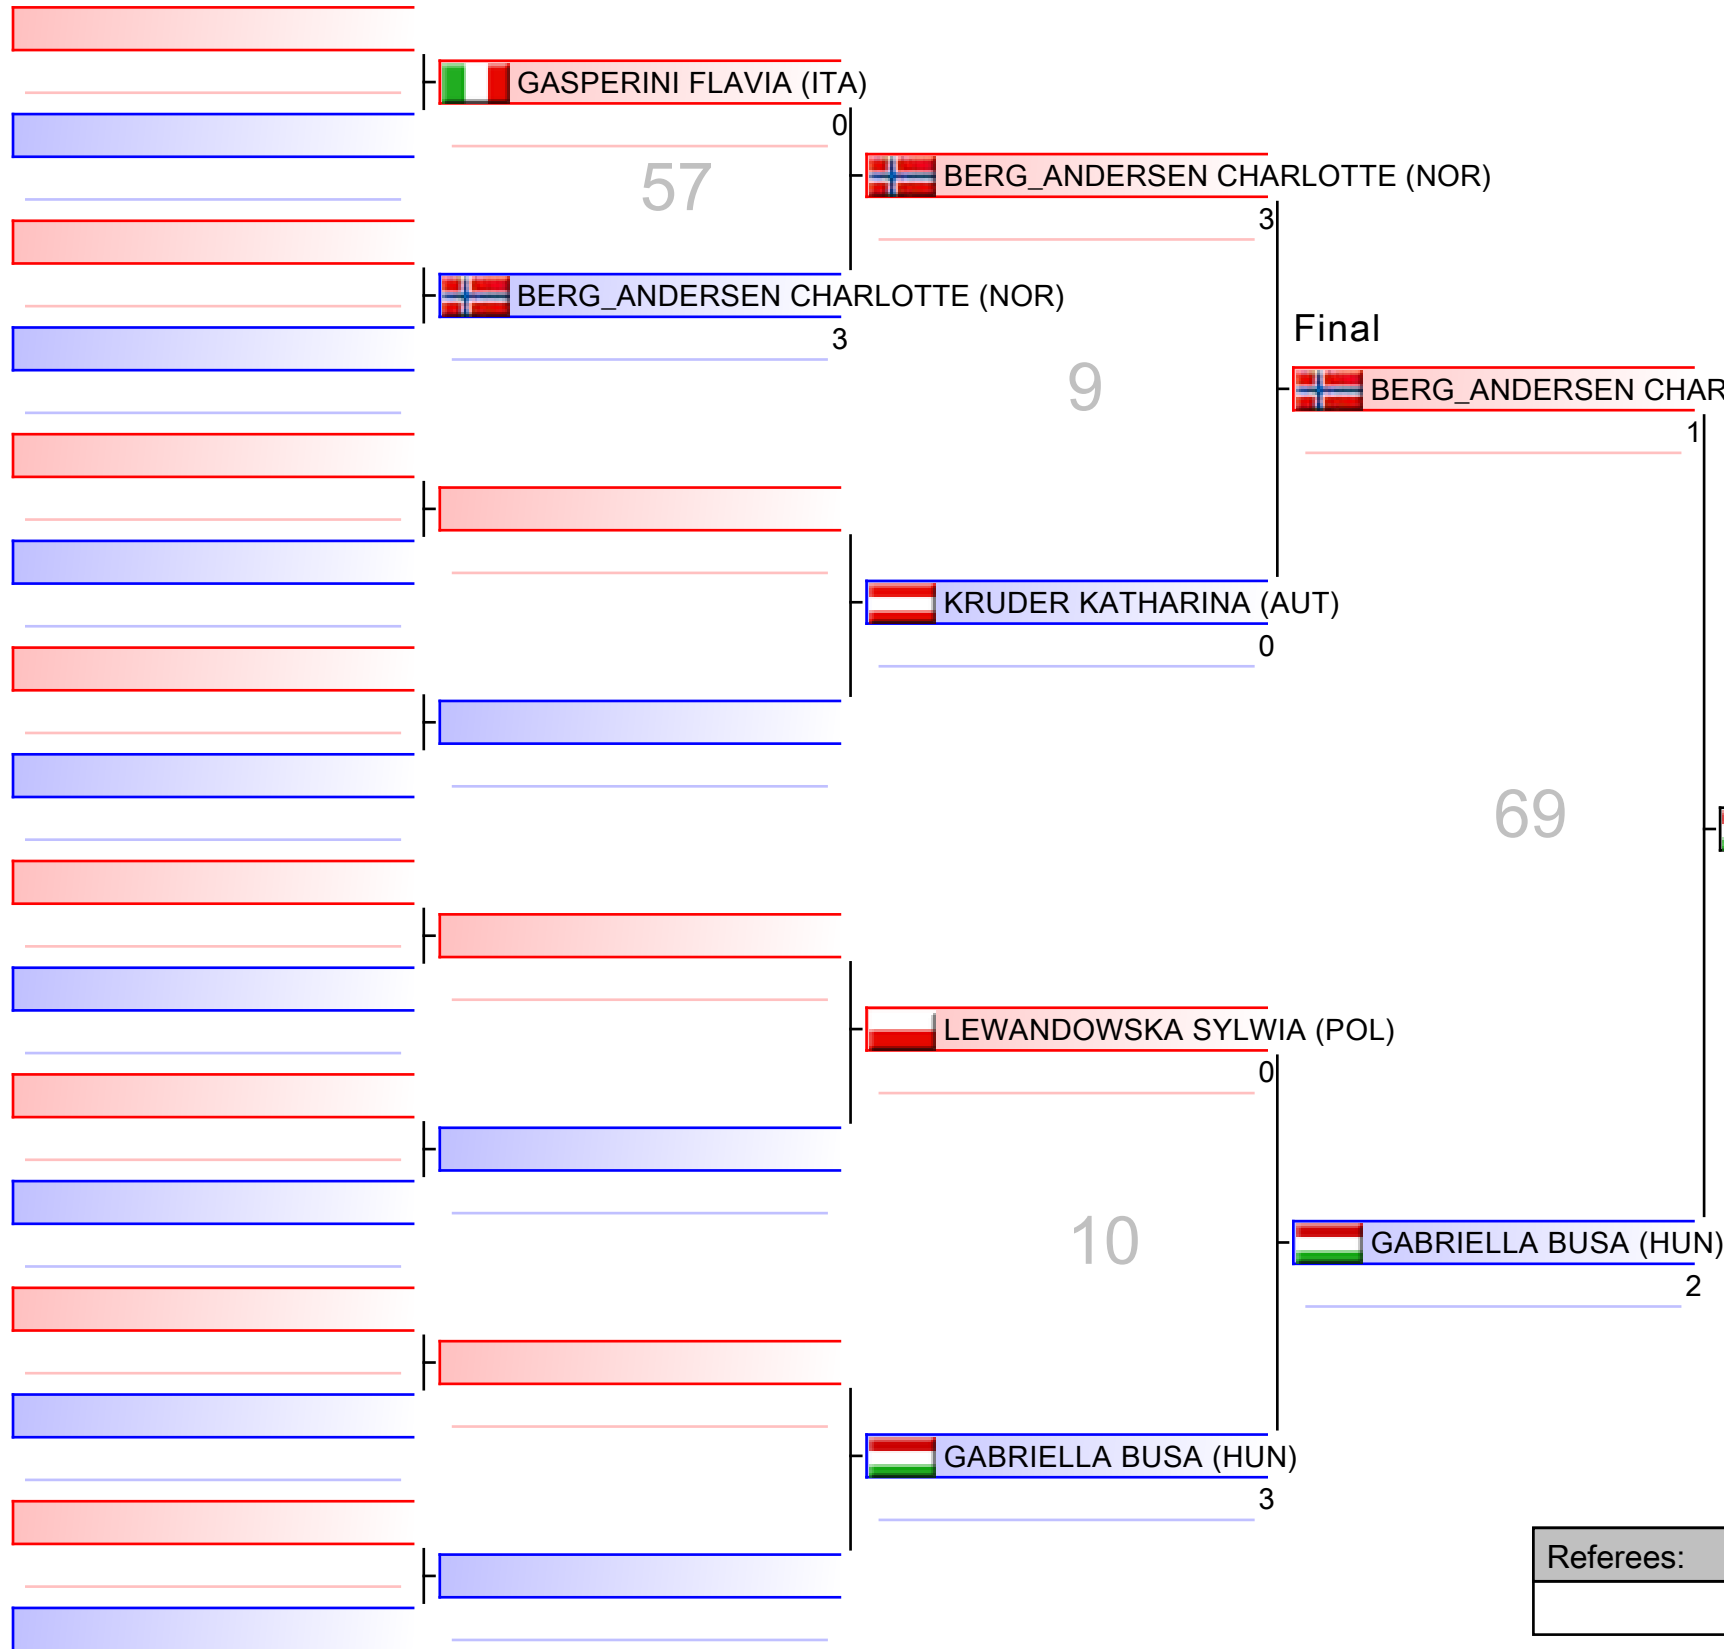 GASPERINI FLAVIA (ITA)
0
57
BERG_ANDERSEN CHARLOTTE (NOR)
3
BERG_ANDERSEN CHARLOTTE (NOR)
3
9
KRUDER KATHARINA (AUT)
0
LEWANDOWSKA SYLWIA (POL)
0
10
GABRIELLA BUSA (HUN)
3
Final
BERG_ANDERSEN CHAR
1
69
GABRIELLA BUSA (HUN)
2
Referees: